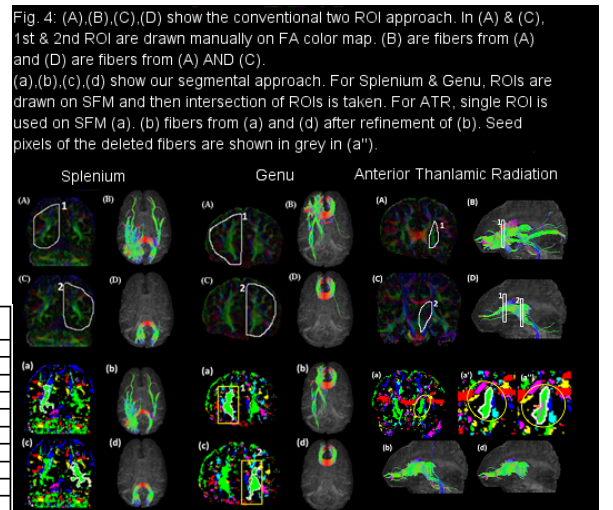 Fig. 4: (A),(B),(C),(D) show the conventional two ROI approach. In (A) & (C),
1st & 2nd ROI are drawn manually on FA color map. (B) are fibers from (A)
and (D) are fibers from (A) AND (C).
(a),(b),(c),(d) show our segmental approach. For Splenium & Genu, ROIs are
drawn on SFM and then intersection of ROIs is taken. For ATR, single ROI is
used on SFM (a). (b) fibers from (a) and (d) after refinement of (b). Seed
pixels of the deleted fibers are shown in grey in (a").
Splenium Genu Anterior Thanlamic Radiation
(A) 1 (B) (A) 1 (B) (A) 1 (B) 1
(C) 2 (D) (C) 2 (D) (C) 2 (D) 1 2
(a) (b) (a) 1 (b) (a) (a') (a")
(c) (d) (c) 2 (d) (b) (d)